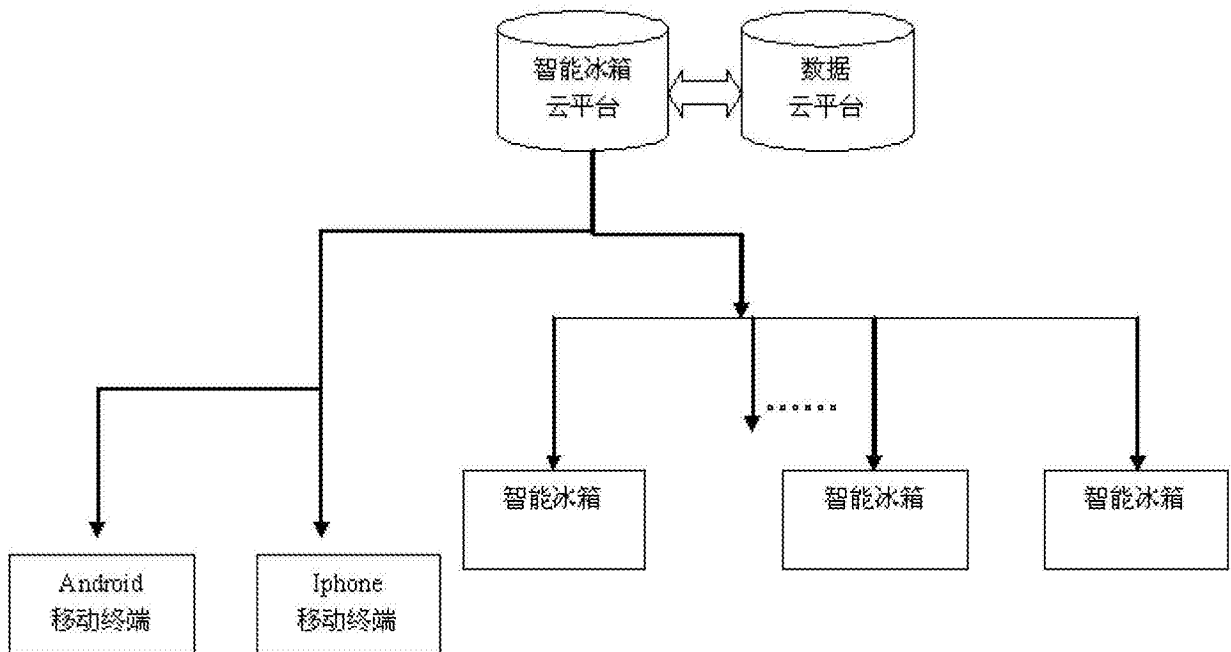 智能冰箱
云平台
数据
云平台
......
智能冰箱
智能冰箱
智能冰箱
Android
移动终端
Iphone
移动终端